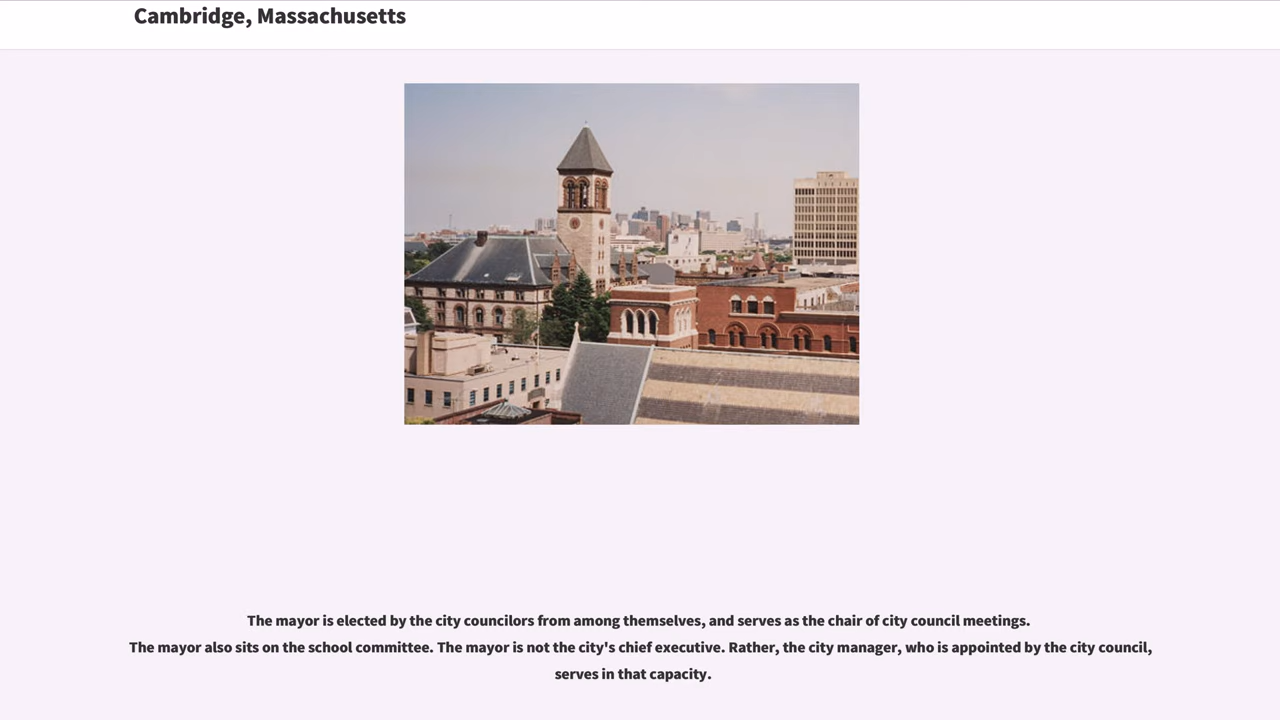 Cambridge, Massachusetts
The mayor is elected by the city councilors from among themselves, and serves as the chair of city council meetings.
The mayor also sits on the school committee. The mayor is not the city's chief executive. Rather, the city manager, who is appointed by the city council,
serves in that capacity.